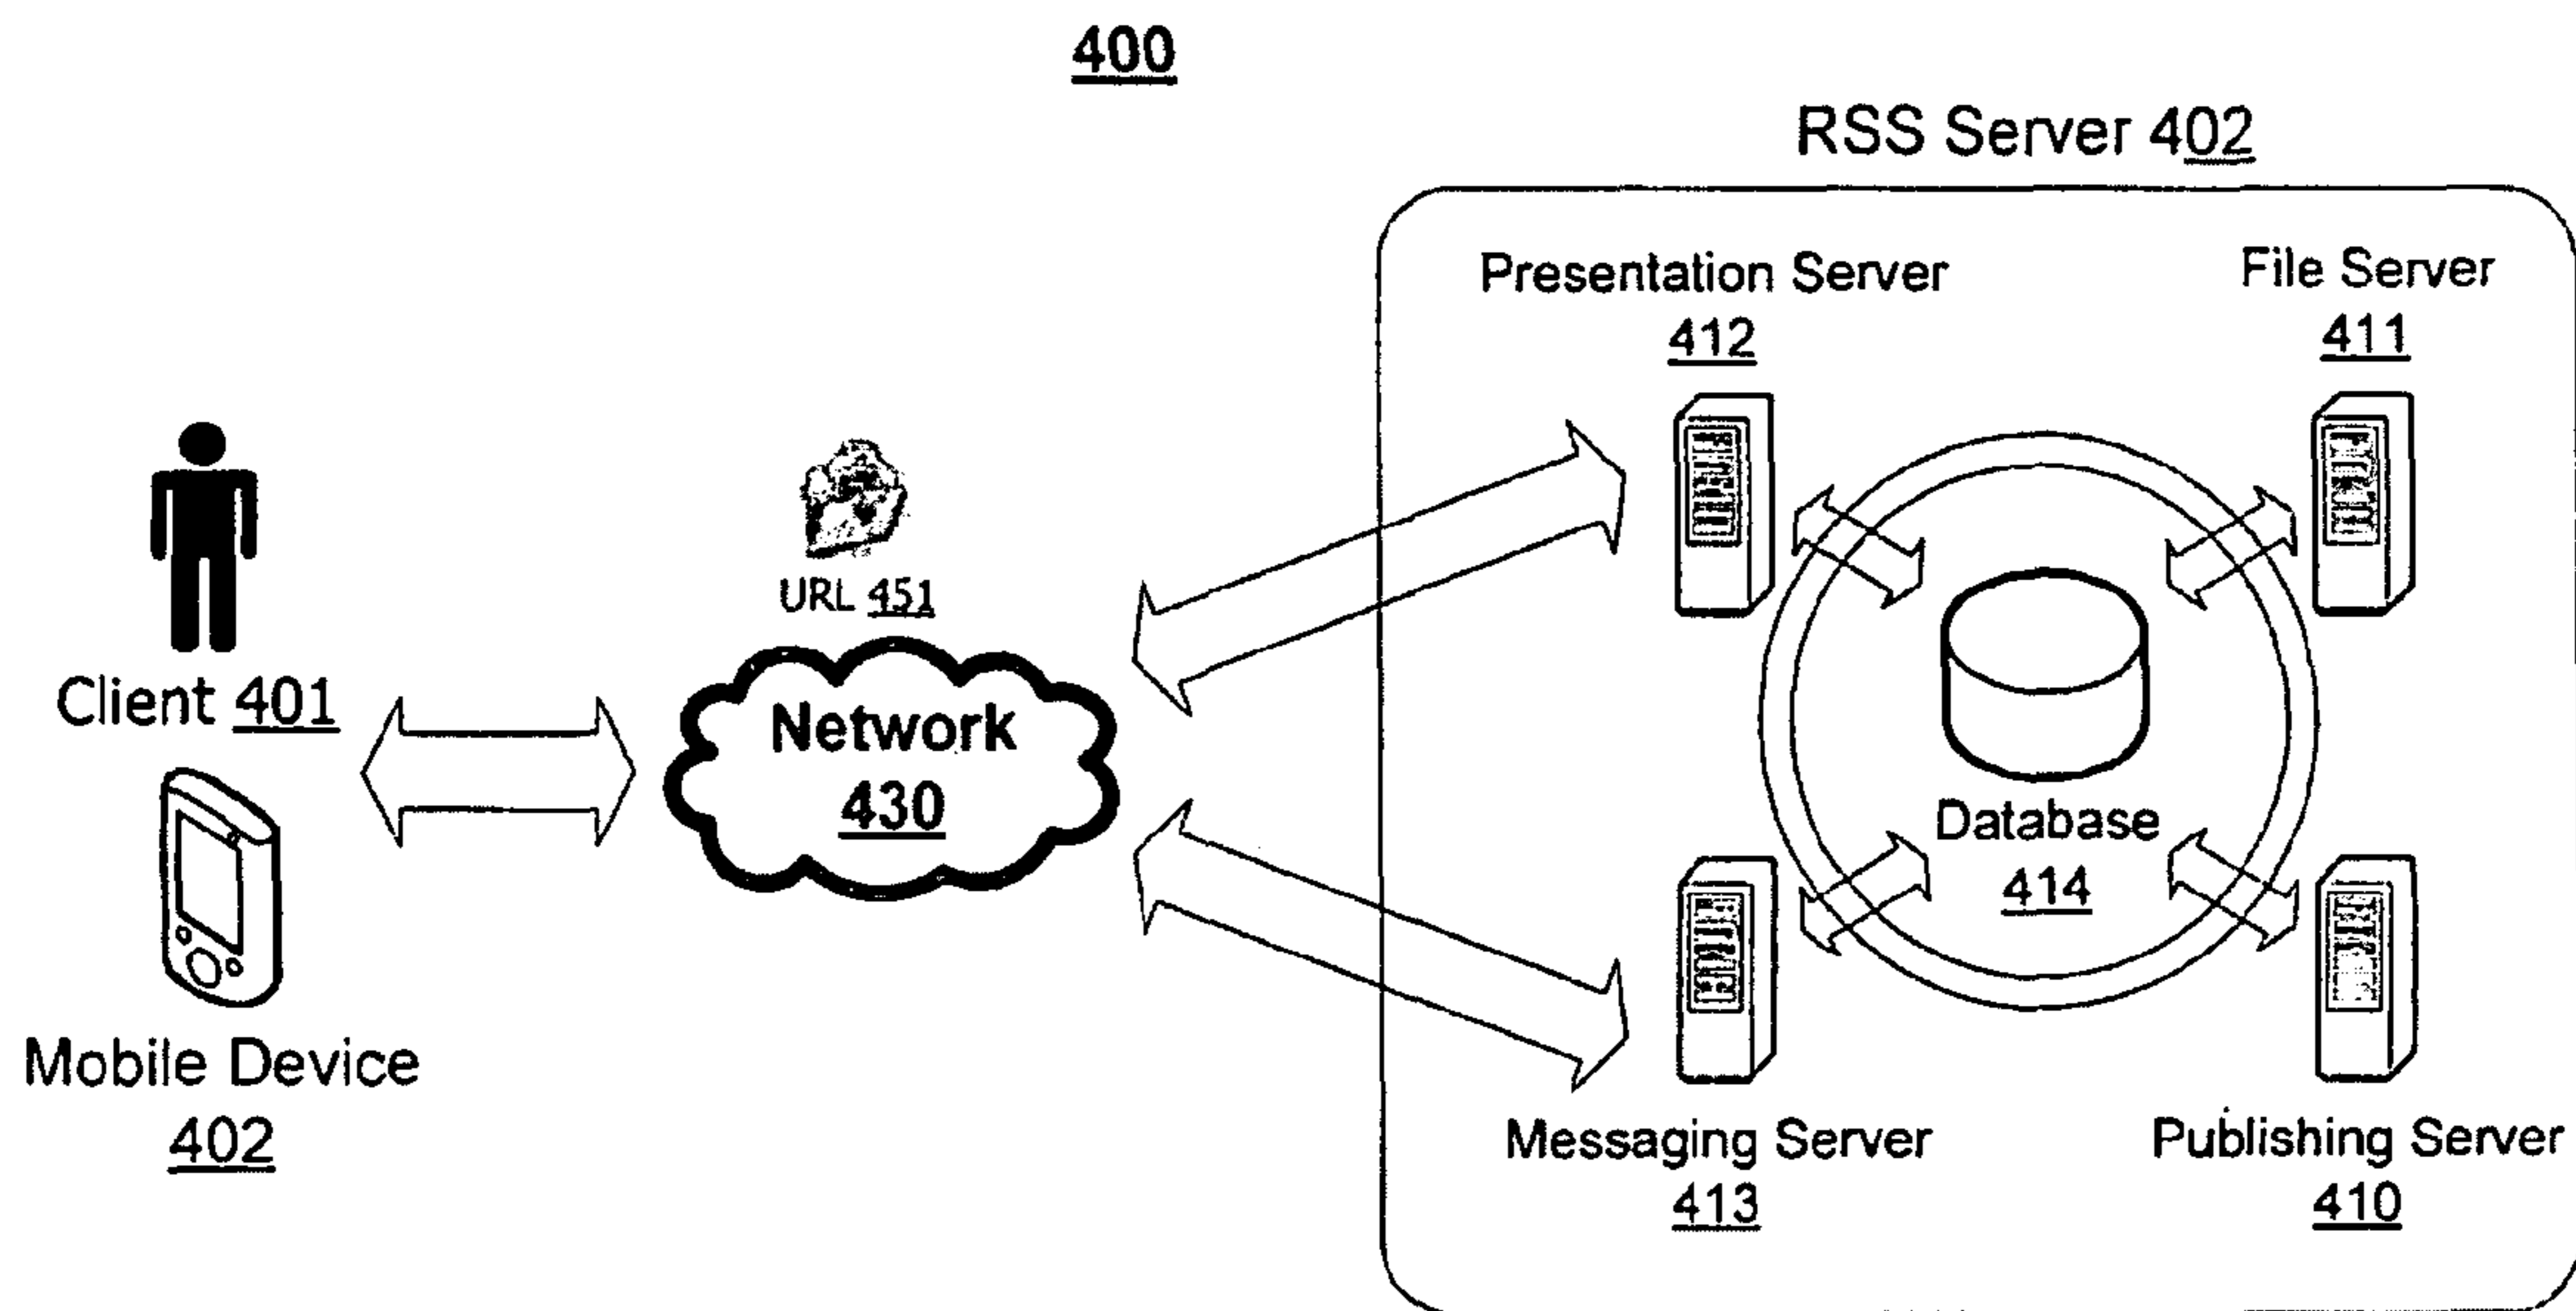 400
RSS Server 402
Presentation Server
412
File Server
411
Client 401
URL 451
Network
430
Mobile Device
402
Database
414
Messaging Server
413
Publishing Server
410